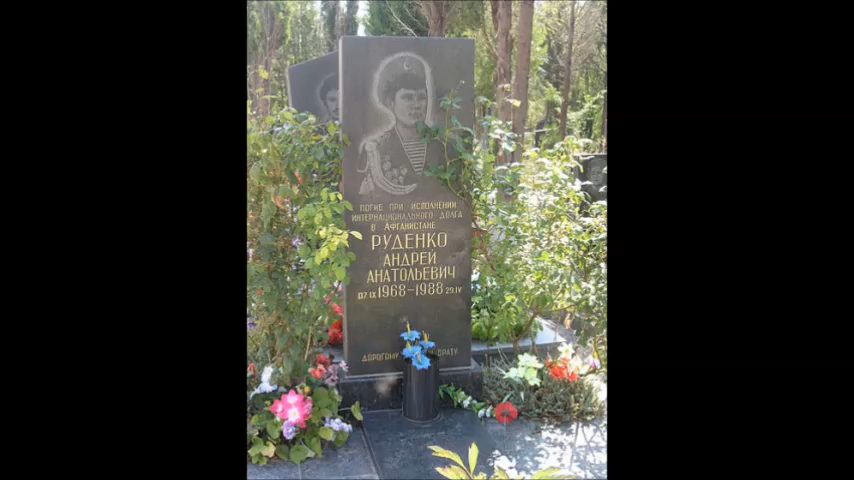 ПОГИБ ПРИ ИСПОЛНЕНИИ
ИНТЕРНАЦИОНАЛЬНОГО ДОЛГА
В АФГАНИСТАНЕ
РУДЕНКО
АНДРЕЙ
АНАТОЛЬЕВИЧ
07 IX 1968-1988 29.IV
ДОРОГОМУ БРАТУ